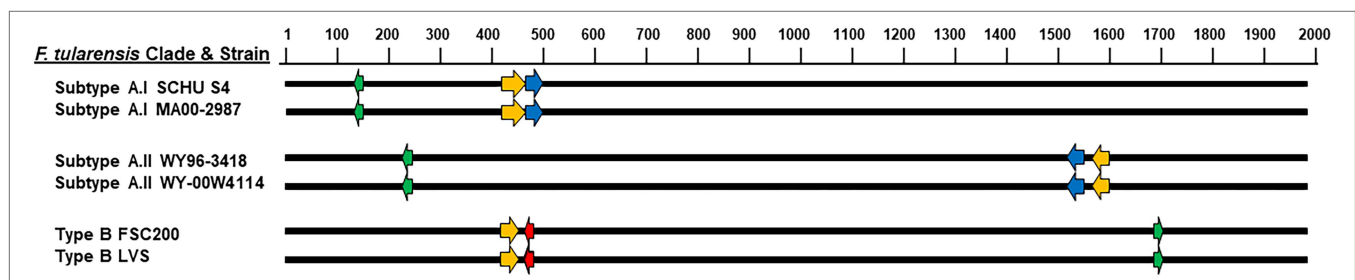 1 100 200 300 400 500 600 700 800 900 1000 1100 1200 1300 1400 1500 1600 1700 1800 1900 2000
F. tularensis Clade & Strain
Subtype A.I SCHU S4
Subtype A.I MA00-2987
Subtype A.II WY96-3418
Subtype A.II WY-00W4114
Type B FSC200
Type B LVS